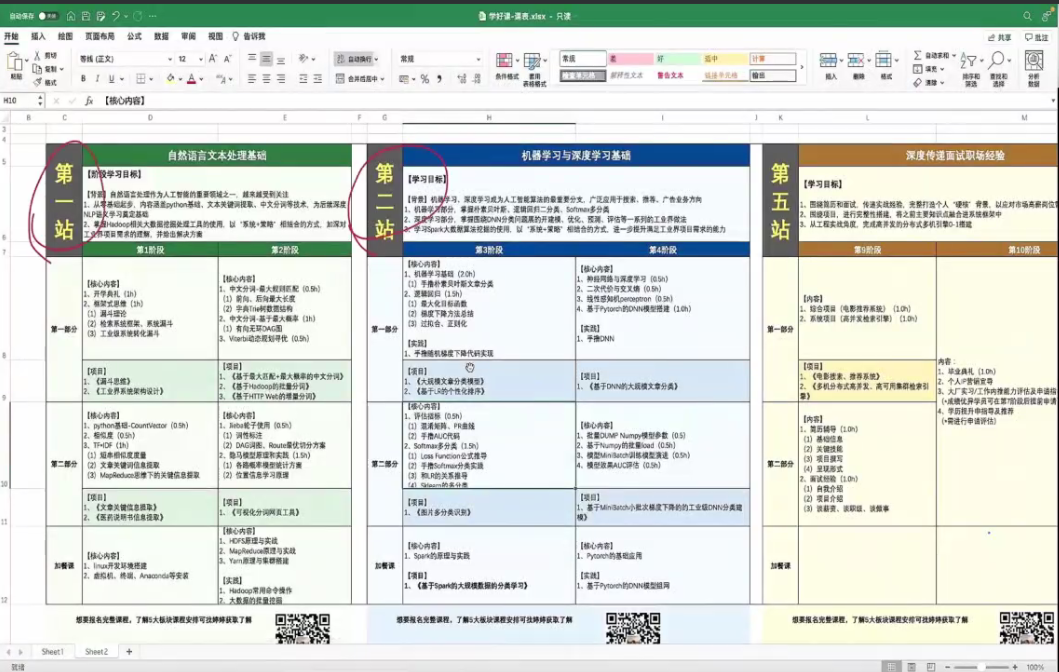 自动保存
学好课-课表.xlsx - 只读
开始 插入 绘图 页面布局 公式 数据 审阅 视图 告诉我
共享 批注
粘贴 剪切 复制 格式
等线 (正文) 12
自动换行
合并后居中
常规
条件格式 套用表格格式
常规 差 好 适中 计算
解释性文本 警告文本 链接单元格 输出
插入 删除 格式
自动求和 填充 清除
排序和筛选 查找和选择 分析数据
H10 fx 【核心内容】
B C D E F G H I J K L M
第一站
自然语言文本处理基础
【阶段学习目标】
【背景】自然语言处理作为人工智能的重要领域之一，越来越受到关注
1、从零基础起步，内容涵盖python基础、文本关键词提取、中文分词等技术，为后续深度NLP语义学习奠定基础
2、掌握Hadoop相关大数据挖掘处理工具的使用，以“系统+策略”相结合的方式，加深对工业界项目需求的理解，并给出解决方案
第1阶段 第2阶段
第一部分
【核心内容】
1、开学典礼（1h）
2、框架式思维（1h）
（1）漏斗理论
（2）检索系统框架、系统漏斗
（3）工业级系统转化漏斗
【核心内容】
1、中文分词-最大规则匹配（0.5h）
（1）前向、后向最大长度
（2）字典Trie树数据结构
2、中文分词-基于最大概率（1h）
（1）有向无环DAG图
3、Viterbi动态规划寻优（0.5h）
【项目】
1、《漏斗思维》
2、《工业界系统架构设计》
【项目】
1、《基于最大匹配+最大概率的中文分词》
2、《基于Hadoop的批量分词》
3、《基于HTTP Web的增量分词》
第二部分
【核心内容】
1、python基础-CountVector（0.5h）
2、相似度（0.5h）
3、TF*IDF（1h）
（1）短串相似度度量
（2）文章关键词信息提取
（3）MapReduce思维下的关键信息提取
【核心内容】
1、Jieba轮子使用（0.5h）
（1）词性标注
（2）DAG词图、Route最优切分方案
2、隐马模型原理和实践（1.5h）
（1）各路概率模型统计方案
（2）位置信息学习原理
【项目】
1、《文章关键信息提取》
2、《医药说明书信息提取》
【项目】
1、《可视化分词网页工具》
加餐课
【核心内容】
1、linux开发环境搭建
2、虚拟机、终端、Anaconda等安装
【核心内容】
1、HDFS原理与实战
2、MapReduce原理与实战
3、Yarn原理与集群链能
【实践】
1、Hadoop常用命令操作
2、大数据的批量挖掘
想要报名完整课程，了解5大板块课程安排可找婷婷获取了解
第二站
机器学习与深度学习基础
【学习目标】
【背景】机器学习、深度学习成为人工智能算法的最重要分支，广泛应用于搜索、推荐、广告业务方向
1、机器学习部分，掌握朴素贝叶斯、逻辑回归二分类、Softmax多分类
2、深度学习部分，掌握围绕DNN分类问题展的开建模、优化、预测、评估等一系列的工业界做法
3、学习Spark大数据算法挖掘的使用，以“系统+策略”相结合的方式，进一步提升满足工业界项目需求的能力
第3阶段 第4阶段
第一部分
【核心内容】
1、机器学习基础（2.0h）
（1）手撸朴素贝叶斯文章分类
2、逻辑回归（1.5h）
（1）最大化目标函数
（2）梯度下降方法总结
（3）过拟合、正则化
【实践】
1、手撸随机梯度下降代码实现
【核心内容】
1、神经网络与深度学习（0.5h）
2、二次代价与交叉熵（0.5h）
3、线性感知机perceptron（0.5h）
4、基于Pytorch的DNN模型搭建（1.0h）
【实践】
1、手撸DNN
【项目】
1、《大规模文章分类模型》
2、《基于LR的个性化排序》
【项目】
1、《基于DNN的大规模文章分类》
第二部分
【核心内容】
1、评估指标（0.5h）
（1）混淆矩阵、PR曲线
（2）手撸AUC代码
2、Softmax多分类（1.5h）
（1）Loss Function公式推导
（2）手撸Softmax分类实践
（3）和LR的关系推导
（4）Sklearn的多分类
【核心内容】
1、批量DUMP Numpy模型参数（0.5）
2、基于Numpy的批量load（0.5h）
3、模型MiniBatch训练模型演进（0.5h）
4、模型效果AUC评估（0.5h）
【项目】
1、《图片多分类识别》
【项目】
1、基于MiniBatch小批次梯度下降的的工业级DNN分类建模》
加餐课
【核心内容】
1、Spark的原理与实践
【项目】
1、《基于Spark的大规模数据的分类学习》
【核心内容】
1、Pytorch的基础应用
【实践】
1、基于Pytorch的DNN模型组网
想要报名完整课程，了解5大板块课程安排可找婷婷获取了解
第五站
深度传递面试职场经验
【学习目标】
1、围绕简历和面试，传递实战经验，完整打造个人“硬核”背景，以应对市场高薪岗位
2、围绕项目，进行完整搭建，将之前主要知识点融合进系统框架中
3、从工程实战角度，完成高并发的分布式多机引擎0-1搭建
第9阶段 第10阶段
第一部分
【内容】
1、综合项目（电影推荐系统）（1.0h）
2、系统项目（高并发检索引擎）（1.0h）
【项目】
1、《电影搜索、推荐系统》
2、《多机分布式高并发、高可用集群检索引擎》
内容：
1、毕业典礼（1.0h）
2、个人IP营销宣导
3、大厂实习/工作内推能力评估及申请指
(+成绩优异学员可在第7阶段后提前申请
4、学历提升申指导及推荐
(+需进行申请评估)
第二部分
【内容】
1、简历辅导（1.0h）
（1）基础信息
（2）关键技能
（3）项目撰写
（4）呈现形式
2、面试经验（1.0h）
（1）自我介绍
（2）项目介绍
（3）谈薪资、谈职级、谈做事
加餐课
想要报名完整课程，了解5大板块课程安排可找婷婷获取了解
Sheet1 Sheet2 +
就绪
100%